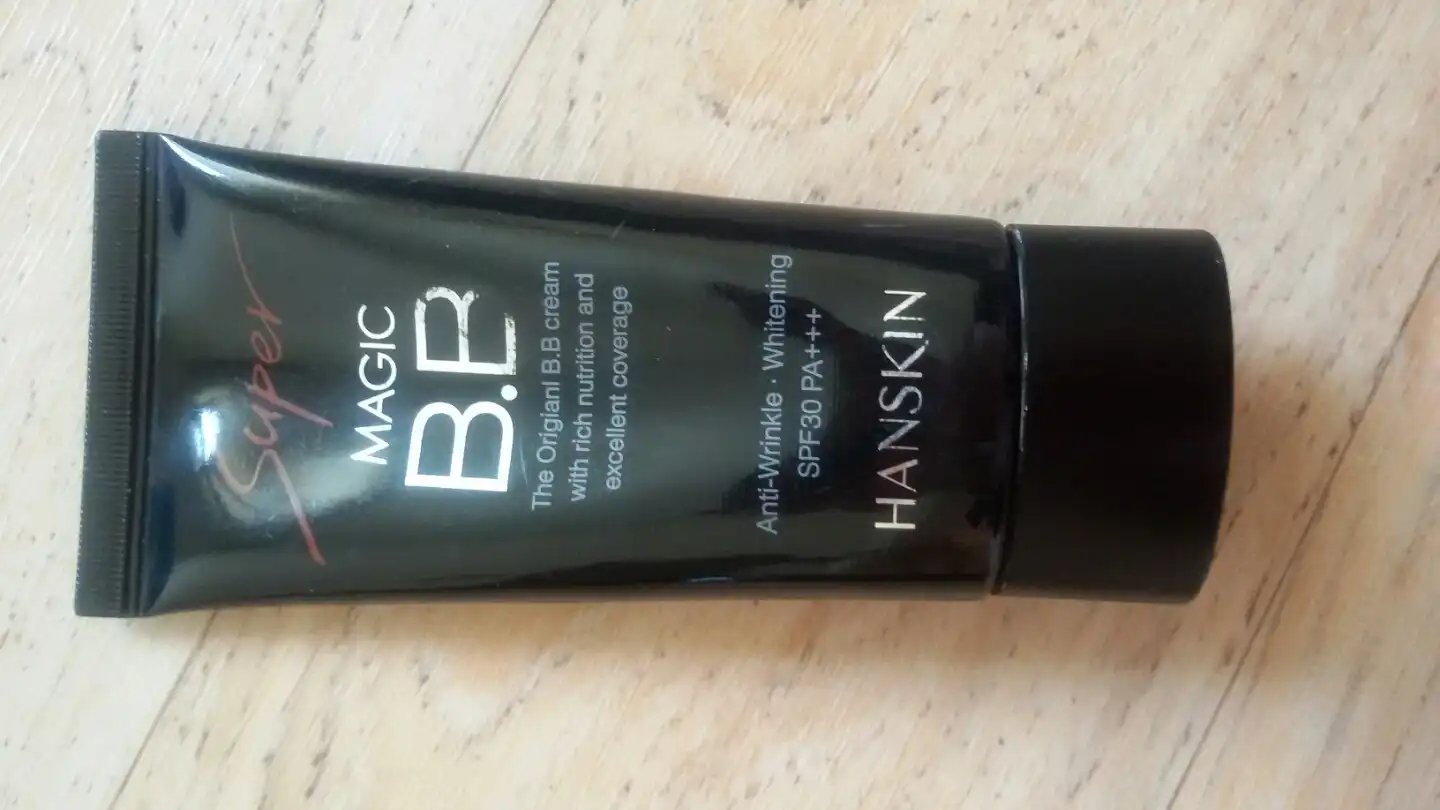 Super
MAGIC
B.B
The Origianl B.B cream
with rich nutrition and
excellent coverage
Anti-Wrinkle · Whitening
SPF30 PA+++
HANSKIN